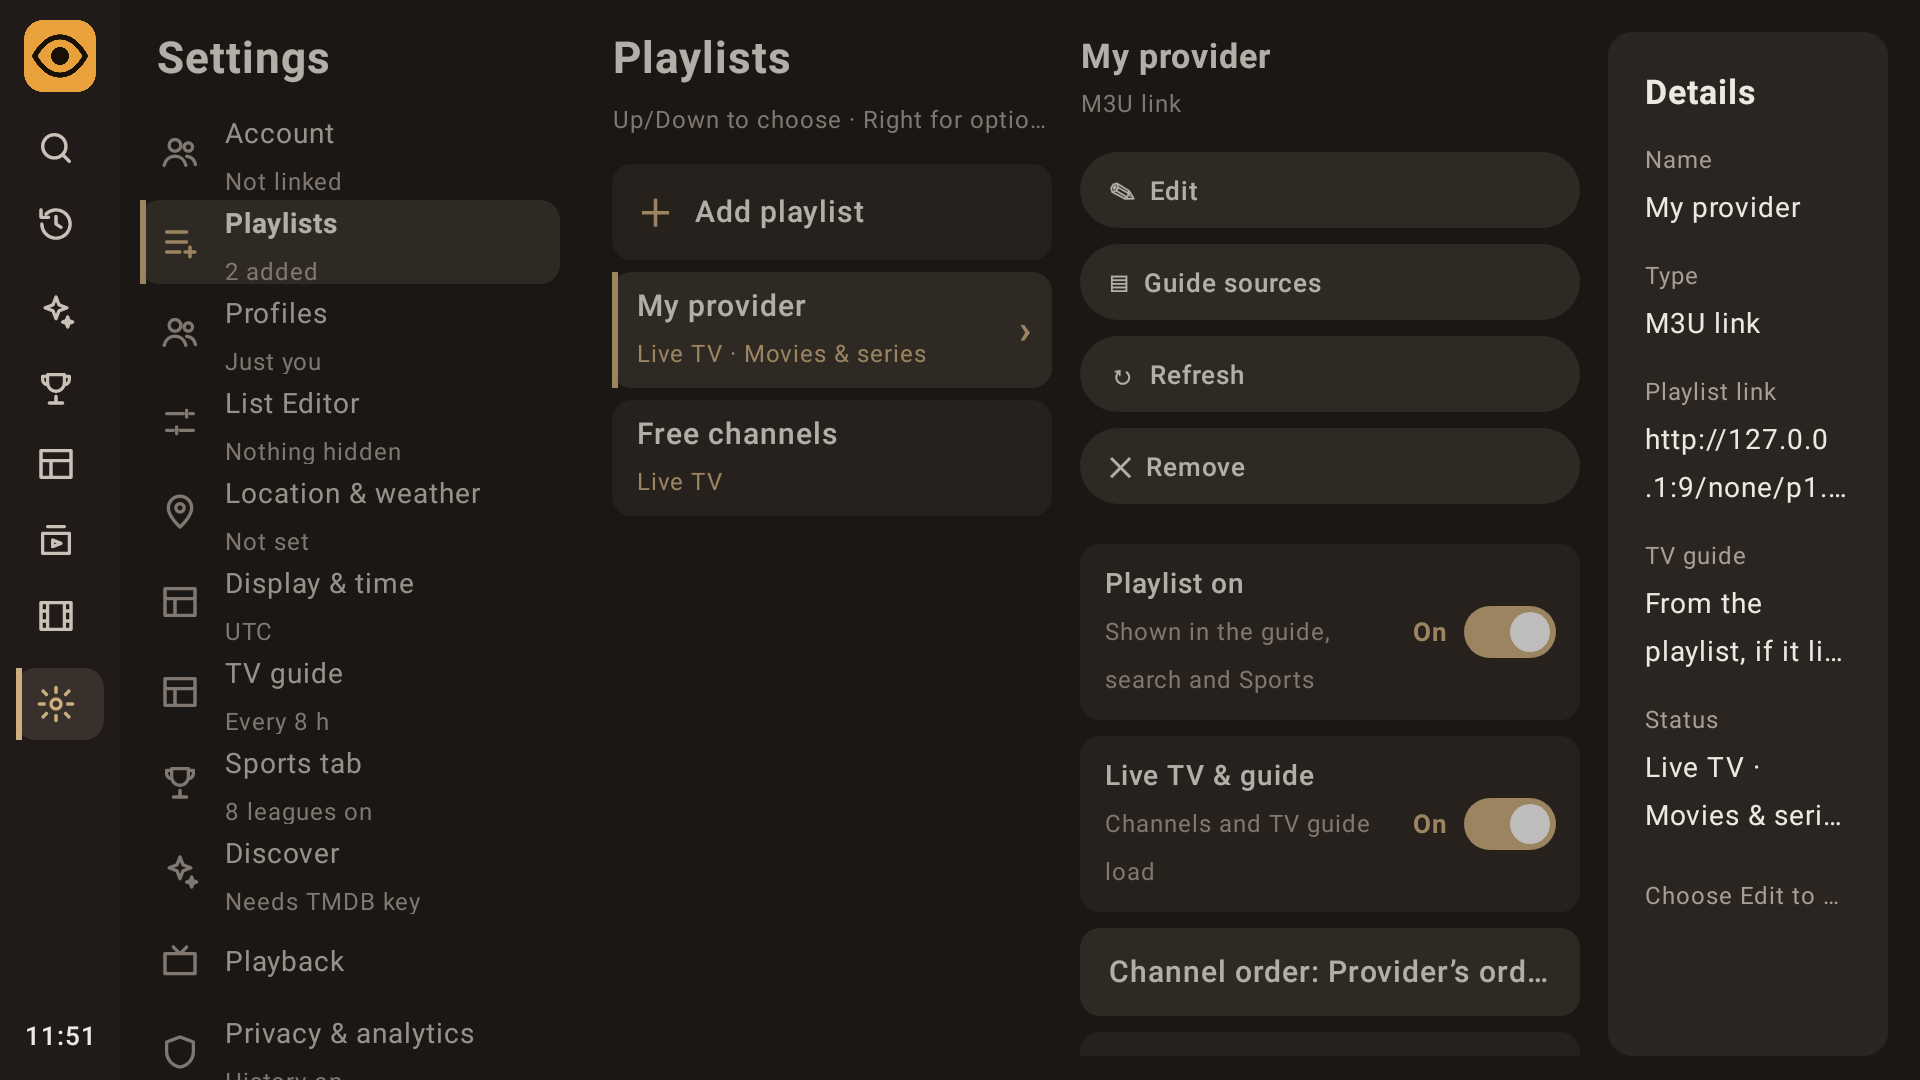 Settings
Account
Not linked
Playlists
2 added
Profiles
Just you
List Editor
Nothing hidden
Location & weather
Not set
Display & time
UTC
TV guide
Every 8 h
Sports tab
8 leagues on
Discover
Needs TMDB key
Playback
Privacy & analytics
11:51
Playlists
Up/Down to choose · Right for optio…
Add playlist
My provider
Live TV · Movies & series
Free channels
Live TV
My provider
M3U link
Edit
Guide sources
Refresh
Remove
Playlist on
Shown in the guide,
search and Sports
On
Live TV & guide
Channels and TV guide
load
On
Channel order: Provider’s ord…
Details
Name
My provider
Type
M3U link
Playlist link
http://127.0.0
.1:9/none/p1.…
TV guide
From the
playlist, if it li…
Status
Live TV ·
Movies & seri…
Choose Edit to …